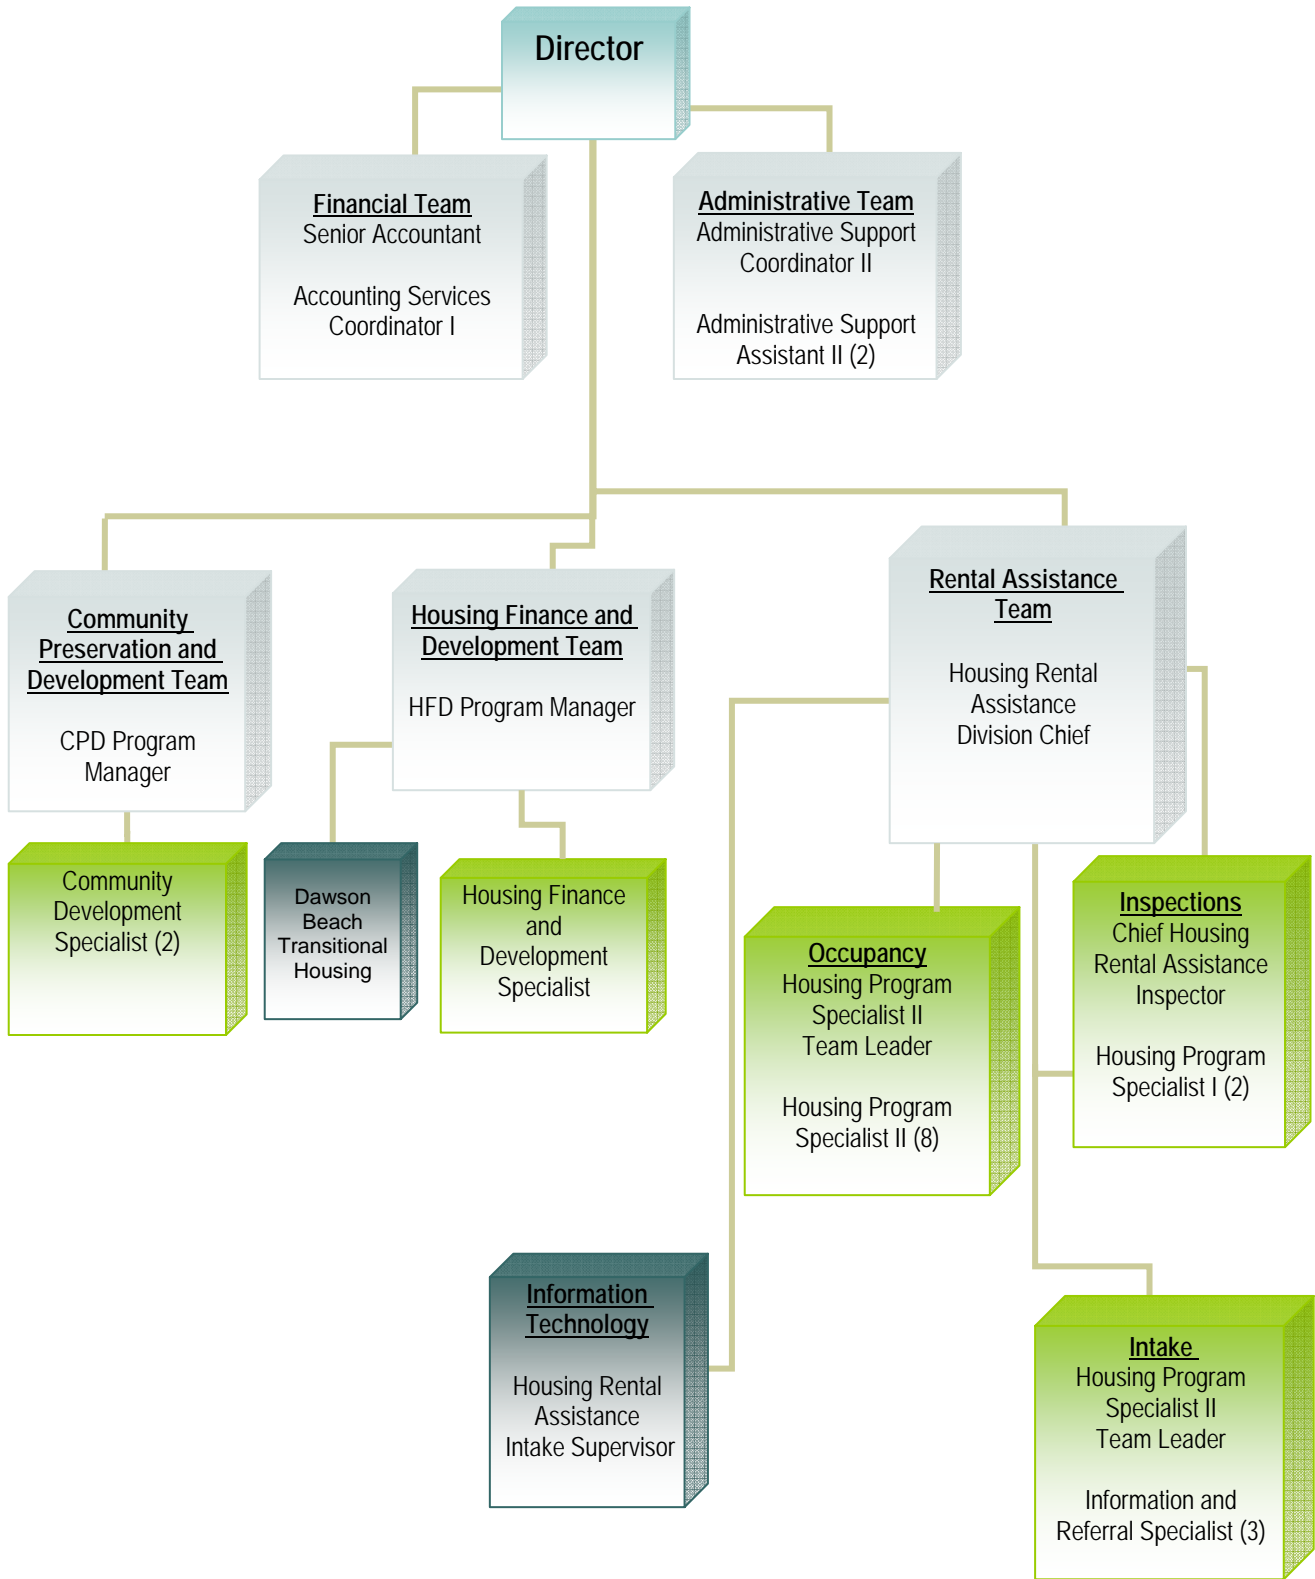 Director
Financial Team
Senior Accountant
Accounting Services
Coordinator I
Administrative Team
Administrative Support
Coordinator II
Administrative Support
Assistant II (2)
Community
Preservation and
Development Team
CPD Program
Manager
Housing Finance and
Development Team
HFD Program Manager
Rental Assistance
Team
Housing Rental
Assistance
Division Chief
Community
Development
Specialist (2)
Dawson
Beach
Transitional
Housing
Housing Finance
and
Development
Specialist
Occupancy
Housing Program
Specialist II
Team Leader
Housing Program
Specialist II (8)
Inspections
Chief Housing
Rental Assistance
Inspector
Housing Program
Specialist I (2)
Information
Technology
Housing Rental
Assistance
Intake Supervisor
Intake
Housing Program
Specialist II
Team Leader
Information and
Referral Specialist (3)